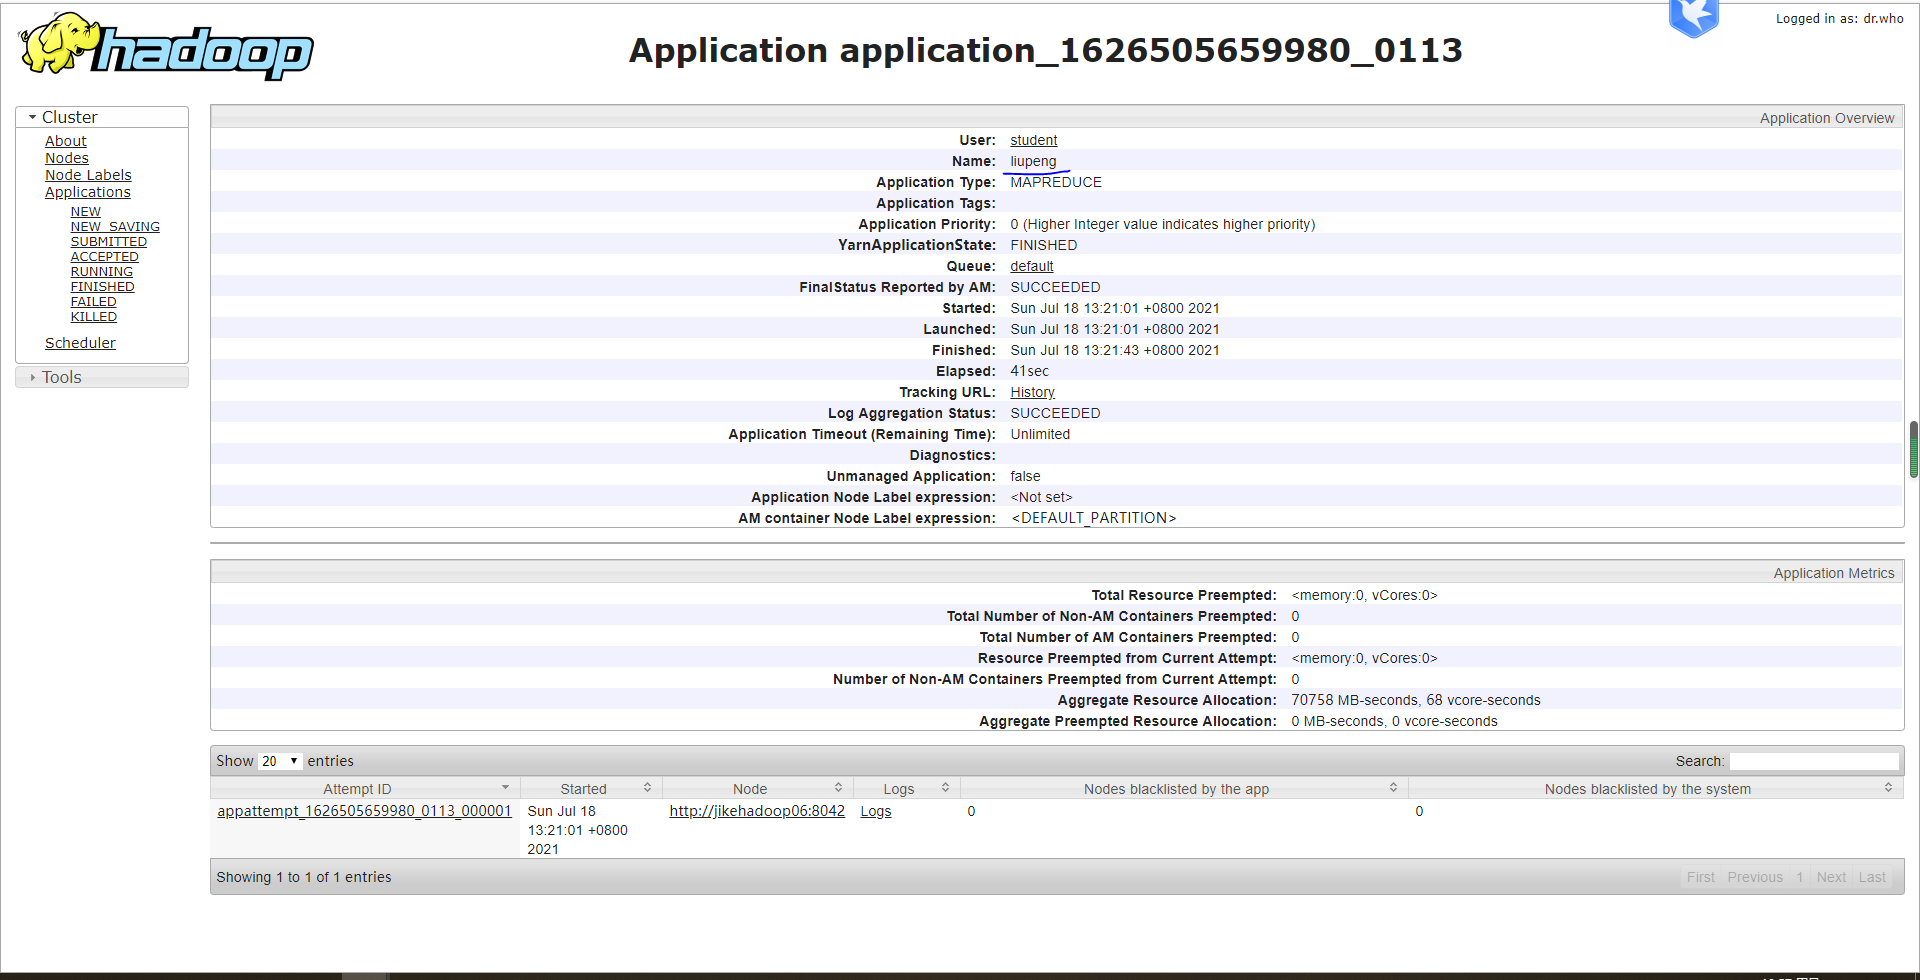 hadoop
Application application_1626505659980_0113
Logged in as: dr.who
Cluster
About
Nodes
Node Labels
Applications
NEW
NEW_SAVING
SUBMITTED
ACCEPTED
RUNNING
FINISHED
FAILED
KILLED
Scheduler
Tools
Application Overview
User: student
Name: liupeng
Application Type: MAPREDUCE
Application Tags:
Application Priority: 0 (Higher Integer value indicates higher priority)
YarnApplicationState: FINISHED
Queue: default
FinalStatus Reported by AM: SUCCEEDED
Started: Sun Jul 18 13:21:01 +0800 2021
Launched: Sun Jul 18 13:21:01 +0800 2021
Finished: Sun Jul 18 13:21:43 +0800 2021
Elapsed: 41sec
Tracking URL: History
Log Aggregation Status: SUCCEEDED
Application Timeout (Remaining Time): Unlimited
Diagnostics:
Unmanaged Application: false
Application Node Label expression: <Not set>
AM container Node Label expression: <DEFAULT_PARTITION>
Application Metrics
Total Resource Preempted: <memory:0, vCores:0>
Total Number of Non-AM Containers Preempted: 0
Total Number of AM Containers Preempted: 0
Resource Preempted from Current Attempt: <memory:0, vCores:0>
Number of Non-AM Containers Preempted from Current Attempt: 0
Aggregate Resource Allocation: 70758 MB-seconds, 68 vcore-seconds
Aggregate Preempted Resource Allocation: 0 MB-seconds, 0 vcore-seconds
Show 20 entries
Search:
Attempt ID Started Node Logs Nodes blacklisted by the app Nodes blacklisted by the system
appattempt_1626505659980_0113_000001 Sun Jul 18 http://jikehadoop06:8042 Logs 0 0
13:21:01 +0800
2021
Showing 1 to 1 of 1 entries
First Previous 1 Next Last